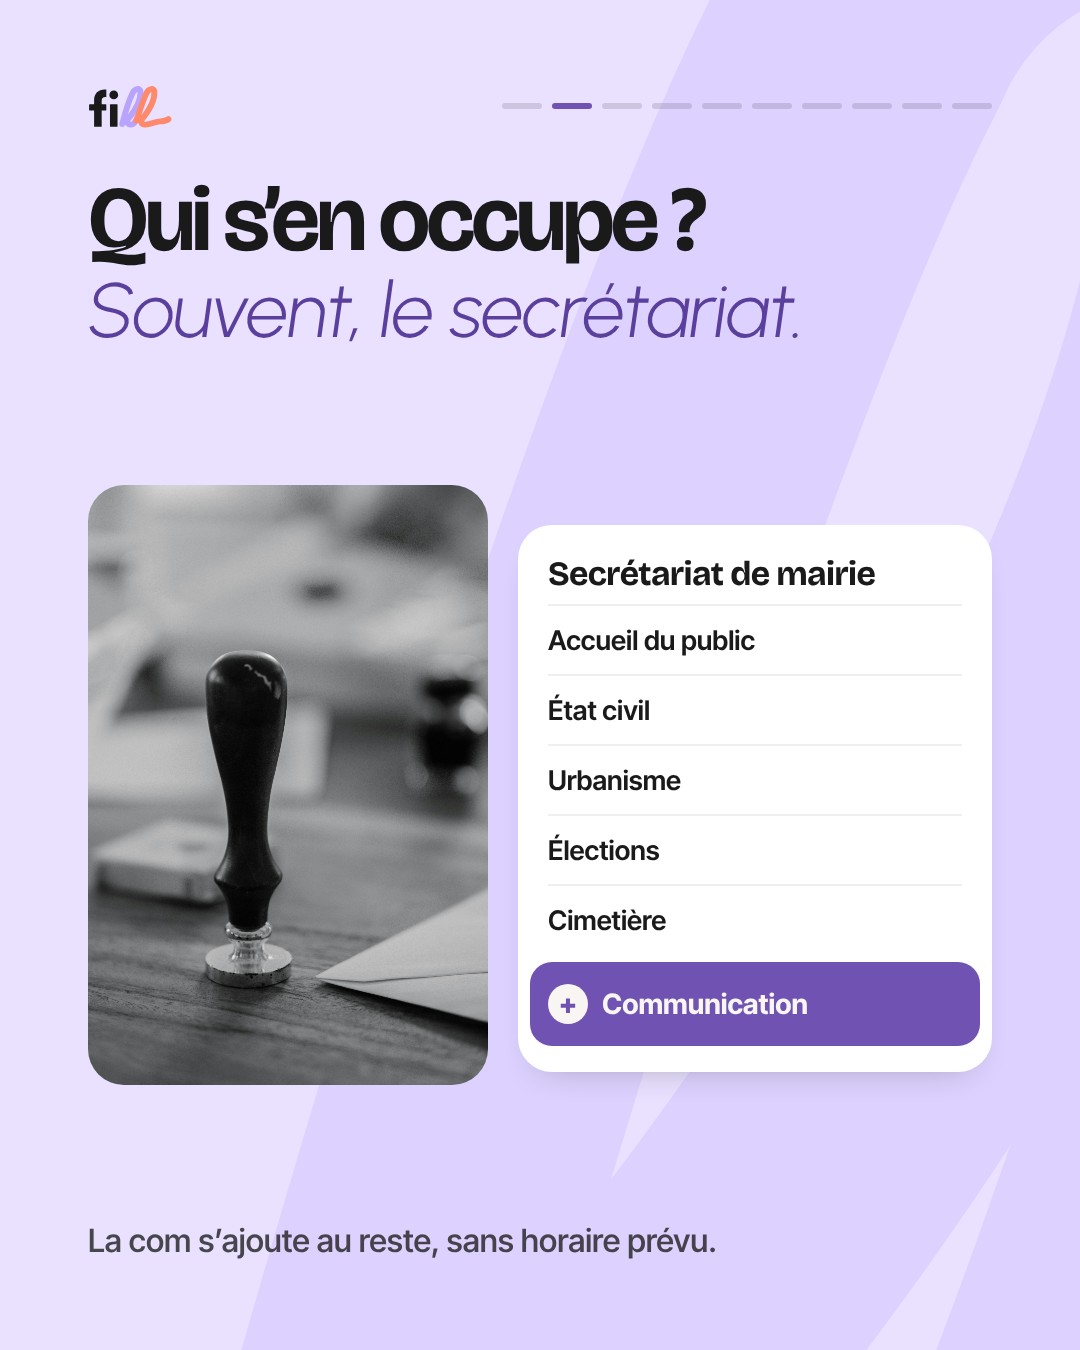 fill
Qui s’en occupe ?
Souvent, le secrétariat.
Secrétariat de mairie
Accueil du public
État civil
Urbanisme
Élections
Cimetière
+ Communication
La com s’ajoute au reste, sans horaire prévu.